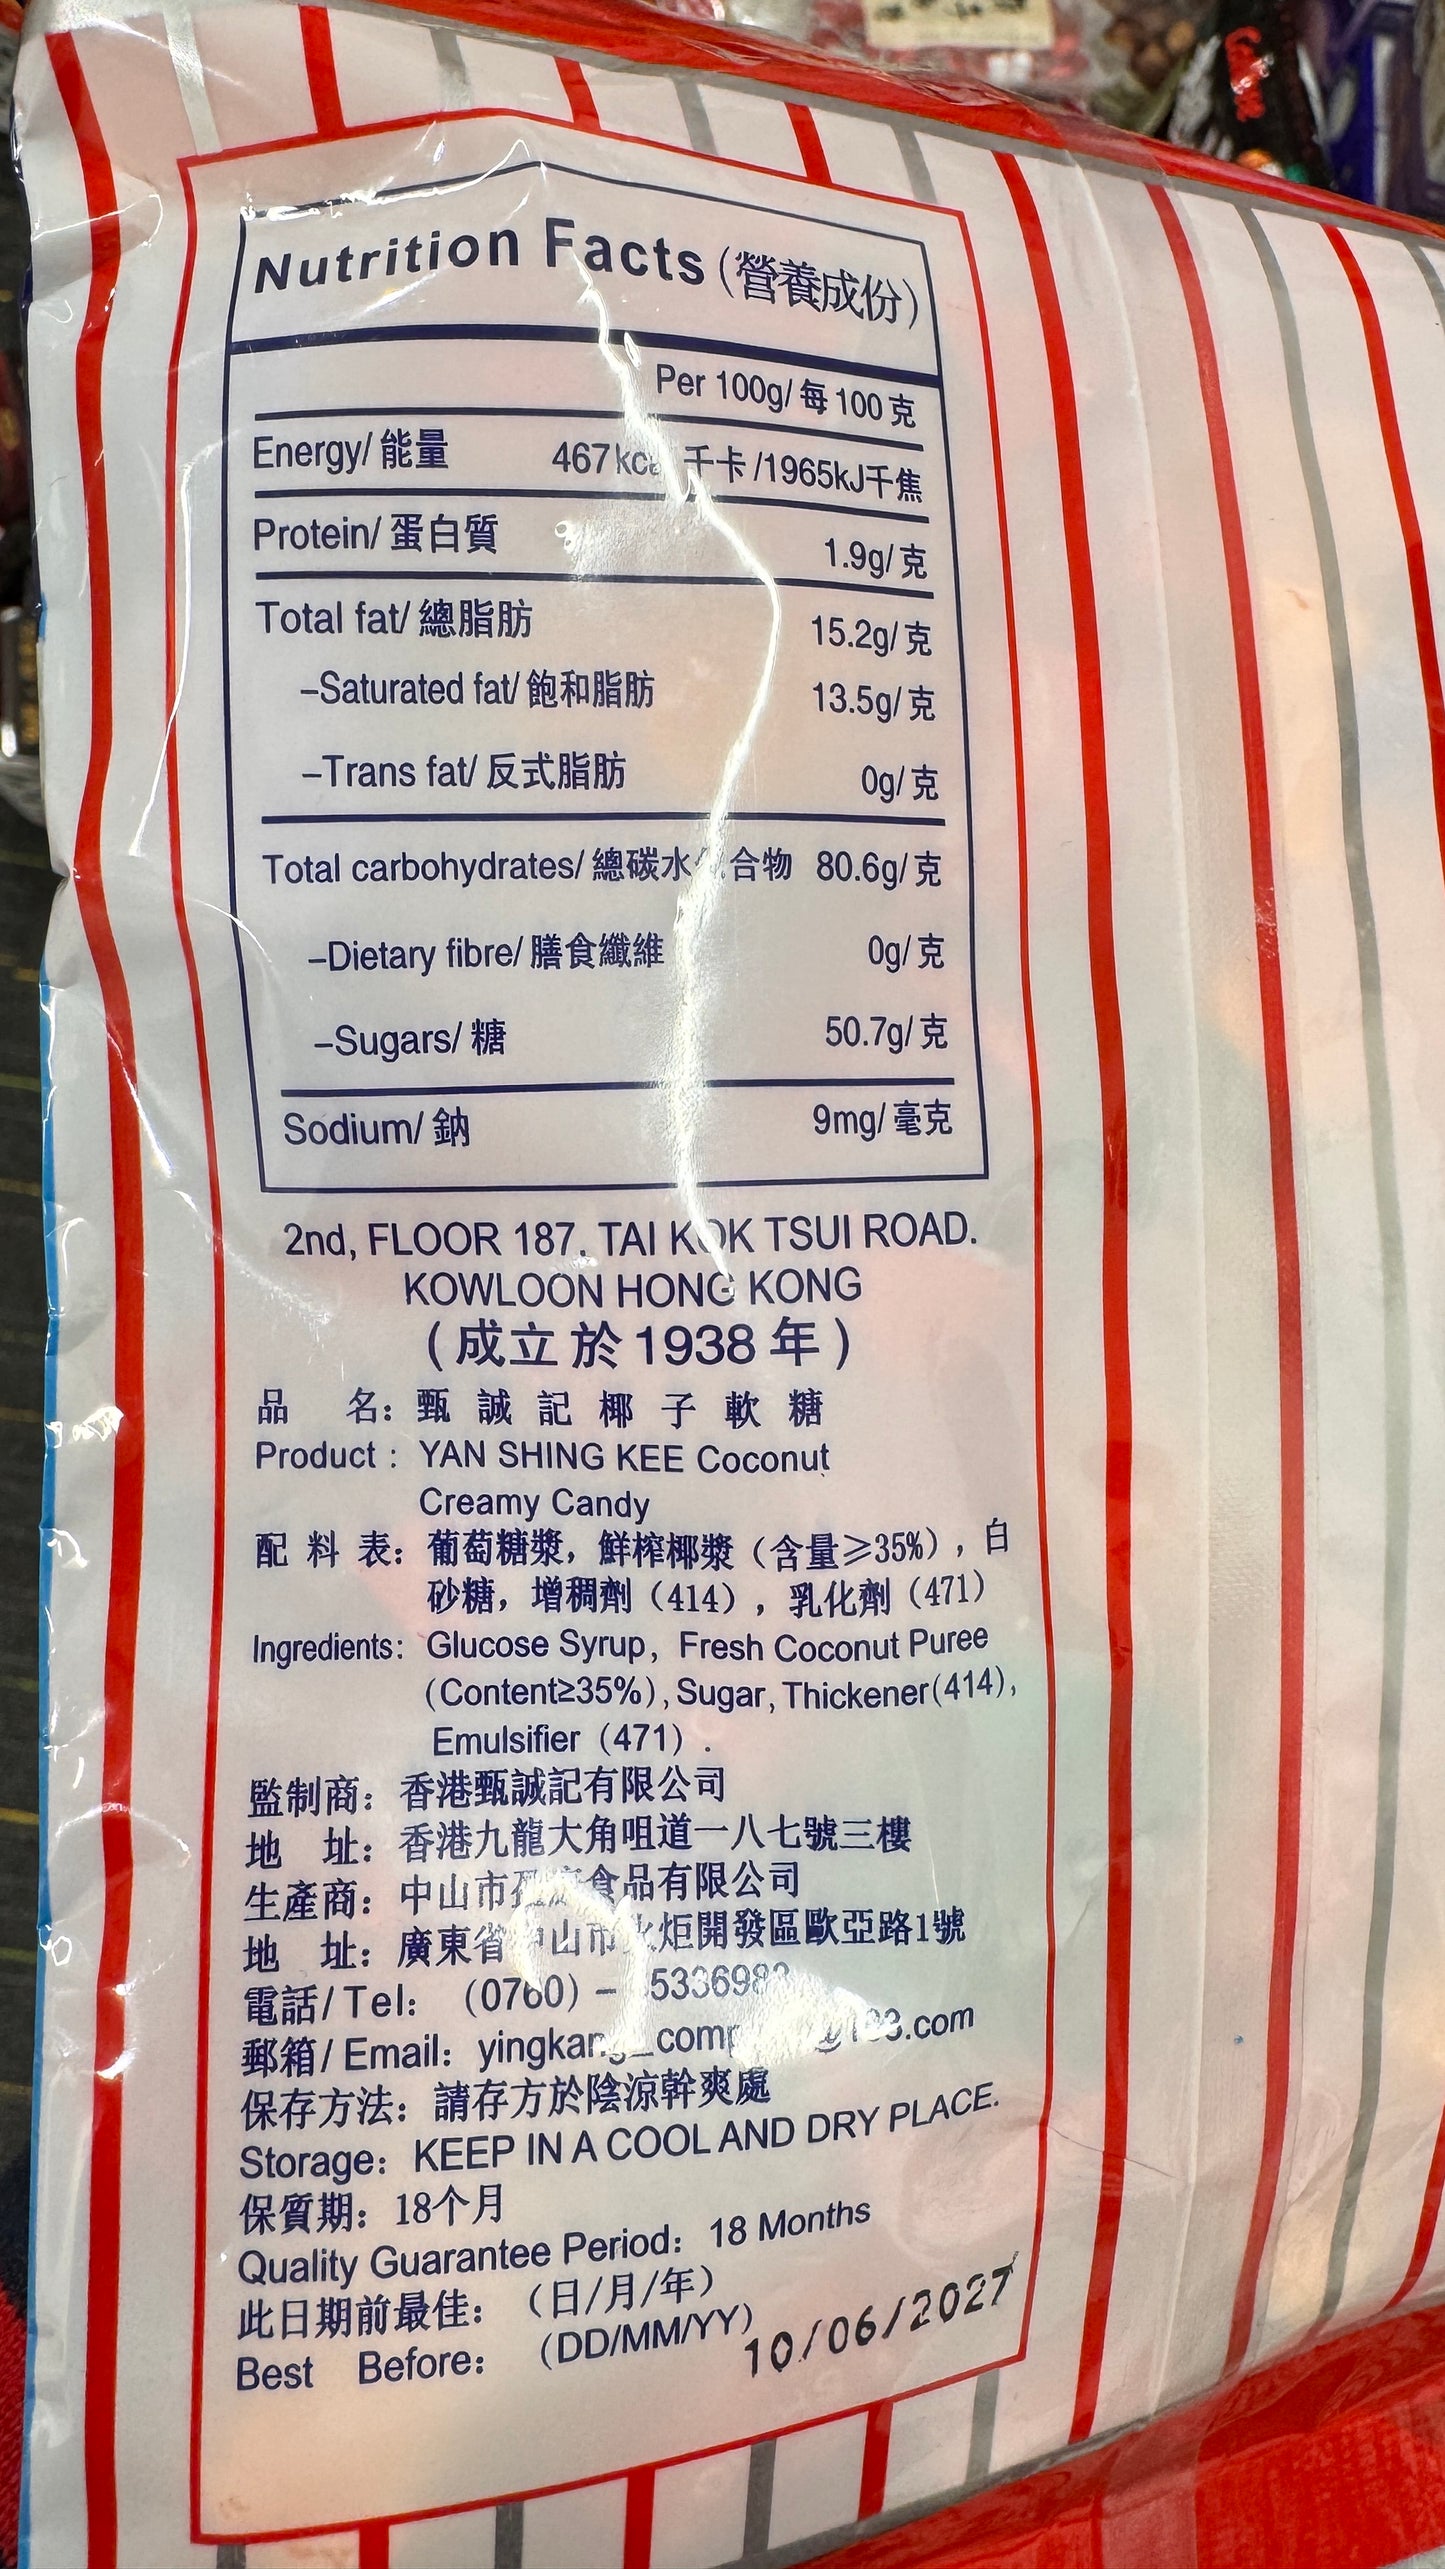 Nutrition Facts (營養成份)
Per 100g/每100克
Energy/能量 467kcal 千卡/1965kJ千焦
Protein/蛋白質 1.9g/克
Total fat/總脂肪 15.2g/克
–Saturated fat/飽和脂肪 13.5g/克
–Trans fat/反式脂肪 0g/克
Total carbohydrates/總碳水化合物 80.6g/克
–Dietary fibre/膳食纖維 0g/克
–Sugars/糖 50.7g/克
Sodium/鈉 9mg/毫克
2nd, FLOOR 187. TAI KOK TSUI ROAD.
KOWLOON HONG KONG
(成立於1938年)
品 名：甄誠記椰子軟糖
Product : YAN SHING KEE Coconut
Creamy Candy
配料表：葡萄糖漿，鮮榨椰漿（含量≥35%），白
砂糖，增稠劑（414），乳化劑（471）
Ingredients: Glucose Syrup, Fresh Coconut Puree
(Content≥35%), Sugar, Thickener(414),
Emulsifier (471) .
監制商：香港甄誠記有限公司
地 址：香港九龍大角咀道一八七號三樓
生產商：中山市 食品有限公司
地 址：廣東省中山市火炬開發區歐亞路1號
電話/Tel: (0760) –
郵箱/Email:
保存方法：請存方於陰涼幹爽處
Storage: KEEP IN A COOL AND DRY PLACE.
保質期：18个月
Quality Guarantee Period: 18 Months
此日期前最佳：（日/月/年）
Best Before: (DD/MM/YY) 10/06/2027